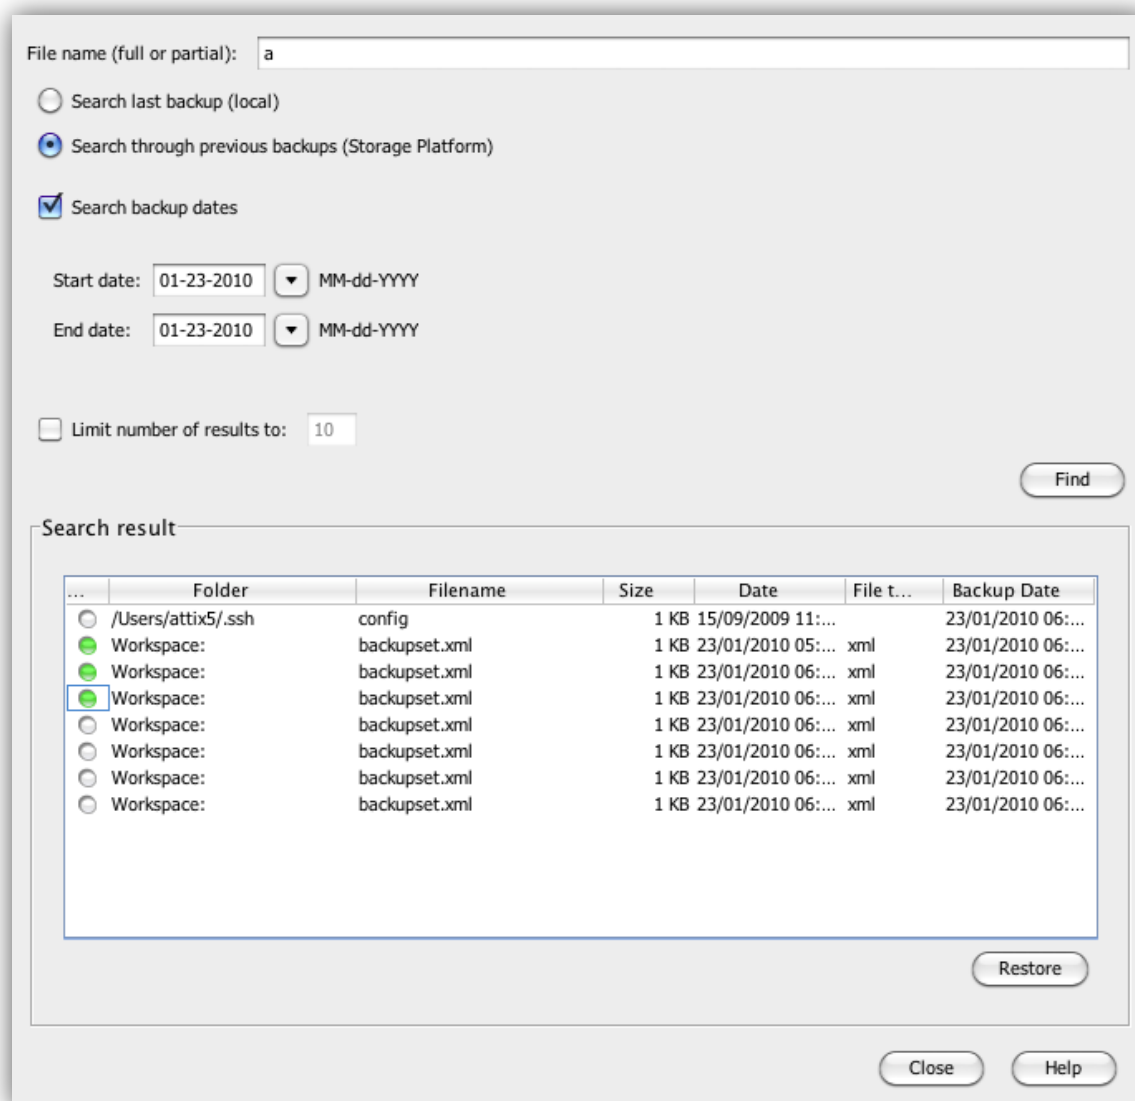 File name (full or partial): a
Search last backup (local)
Search through previous backups (Storage Platform)
Search backup dates
Start date: 01-23-2010 MM-dd-YYYY
End date: 01-23-2010 MM-dd-YYYY
Limit number of results to: 10
Find
Search result
... Folder Filename Size Date File t... Backup Date
/Users/attix5/.ssh config 1 KB 15/09/2009 11:... 23/01/2010 06:...
Workspace: backupset.xml 1 KB 23/01/2010 05:... xml 23/01/2010 06:...
Workspace: backupset.xml 1 KB 23/01/2010 06:... xml 23/01/2010 06:...
Workspace: backupset.xml 1 KB 23/01/2010 06:... xml 23/01/2010 06:...
Workspace: backupset.xml 1 KB 23/01/2010 06:... xml 23/01/2010 06:...
Workspace: backupset.xml 1 KB 23/01/2010 06:... xml 23/01/2010 06:...
Workspace: backupset.xml 1 KB 23/01/2010 06:... xml 23/01/2010 06:...
Workspace: backupset.xml 1 KB 23/01/2010 06:... xml 23/01/2010 06:...
Restore
Close Help